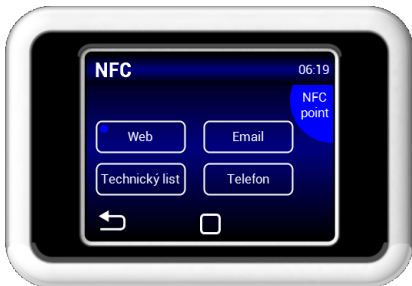 NFC 06:19
NFC
point
Web Email
Technický list Telefon